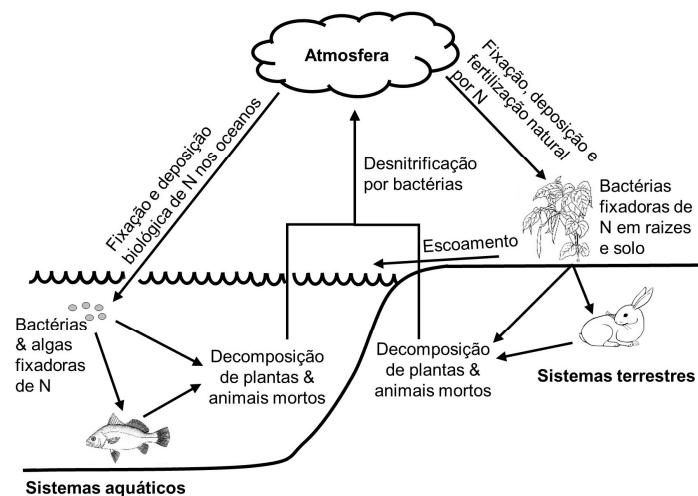 Atmosfera
Fixação e deposição
biológica de N nos oceanos
Fixação, deposição e
fertilização natural
por N
Desnitrificação
por bactérias
Bactérias
fixadoras de
N em raizes
e solo
Escoamento
Bactérias
& algas
fixadoras
de N
Decomposição
de plantas &
animais mortos
Decomposição
de plantas &
animais mortos
Sistemas terrestres
Sistemas aquáticos